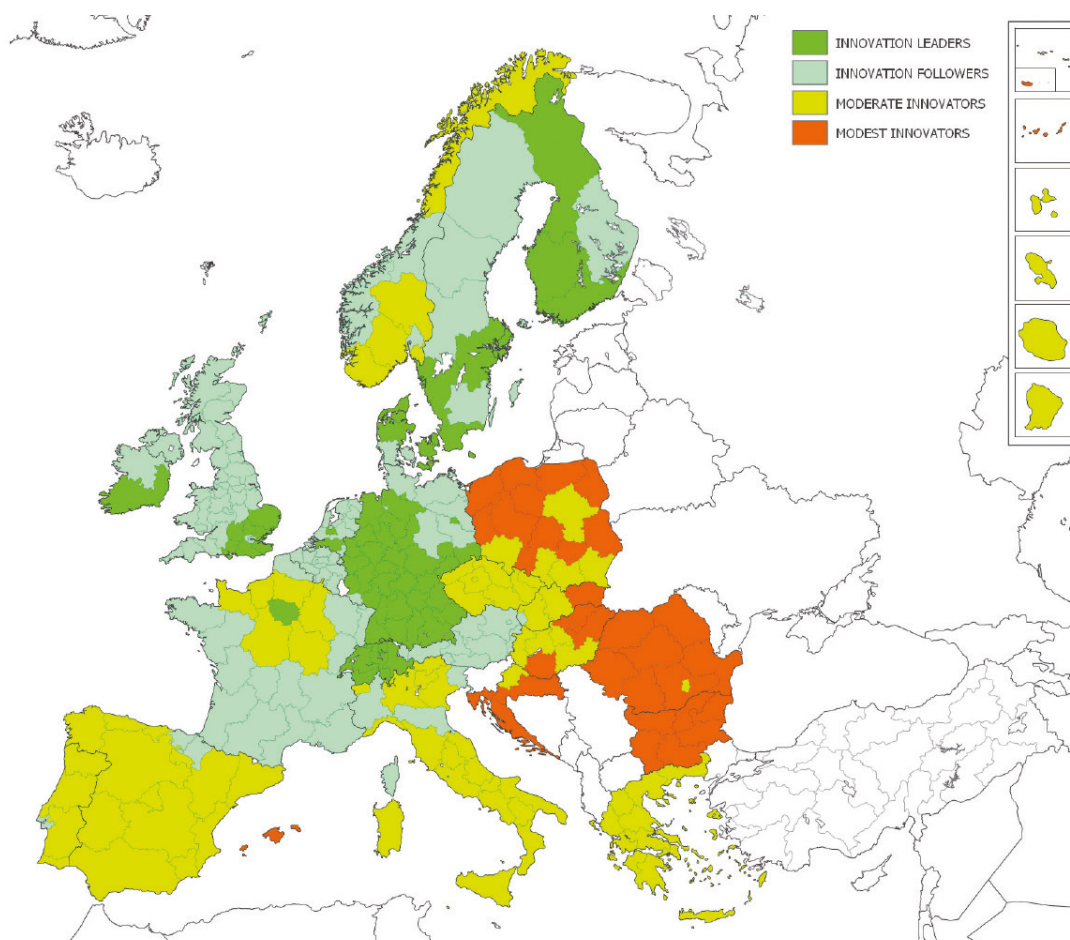 INNOVATION LEADERS
INNOVATION FOLLOWERS
MODERATE INNOVATORS
MODEST INNOVATORS